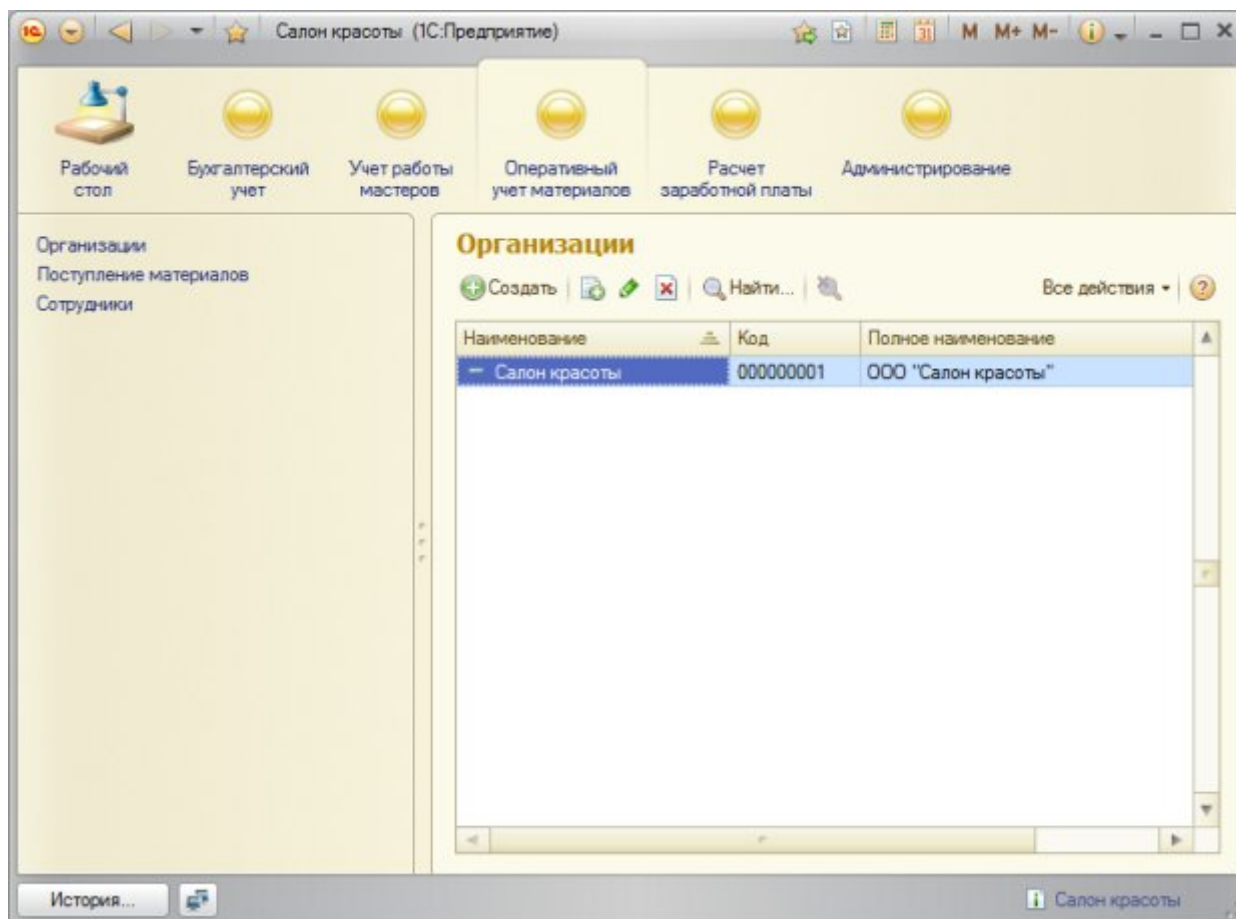 1С Салон красоты (1С:Предприятие) 31 M M+ M-
Рабочий
стол
Бухгалтерский
учет
Учет работы
мастеров
Оперативный
учет материалов
Расчет
заработной платы
Администрирование
Организации
Поступление материалов
Сотрудники
Организации
Создать Найти... Все действия
Наименование Код Полное наименование
Салон красоты 000000001 ООО "Салон красоты"
История... Салон красоты